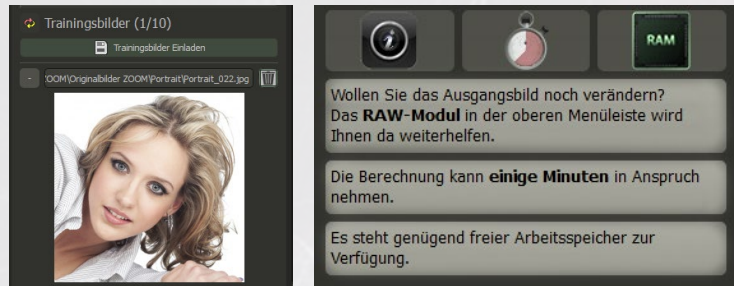 Trainingsbilder (1/10)
Trainingsbilder Einladen
- 'OOM\Originalbilder ZOOM\Portrait\Portrait_022.jpg
RAM
Wollen Sie das Ausgangsbild noch verändern?
Das RAW-Modul in der oberen Menüleiste wird
Ihnen da weiterhelfen.
Die Berechnung kann einige Minuten in Anspruch
nehmen.
Es steht genügend freier Arbeitsspeicher zur
Verfügung.